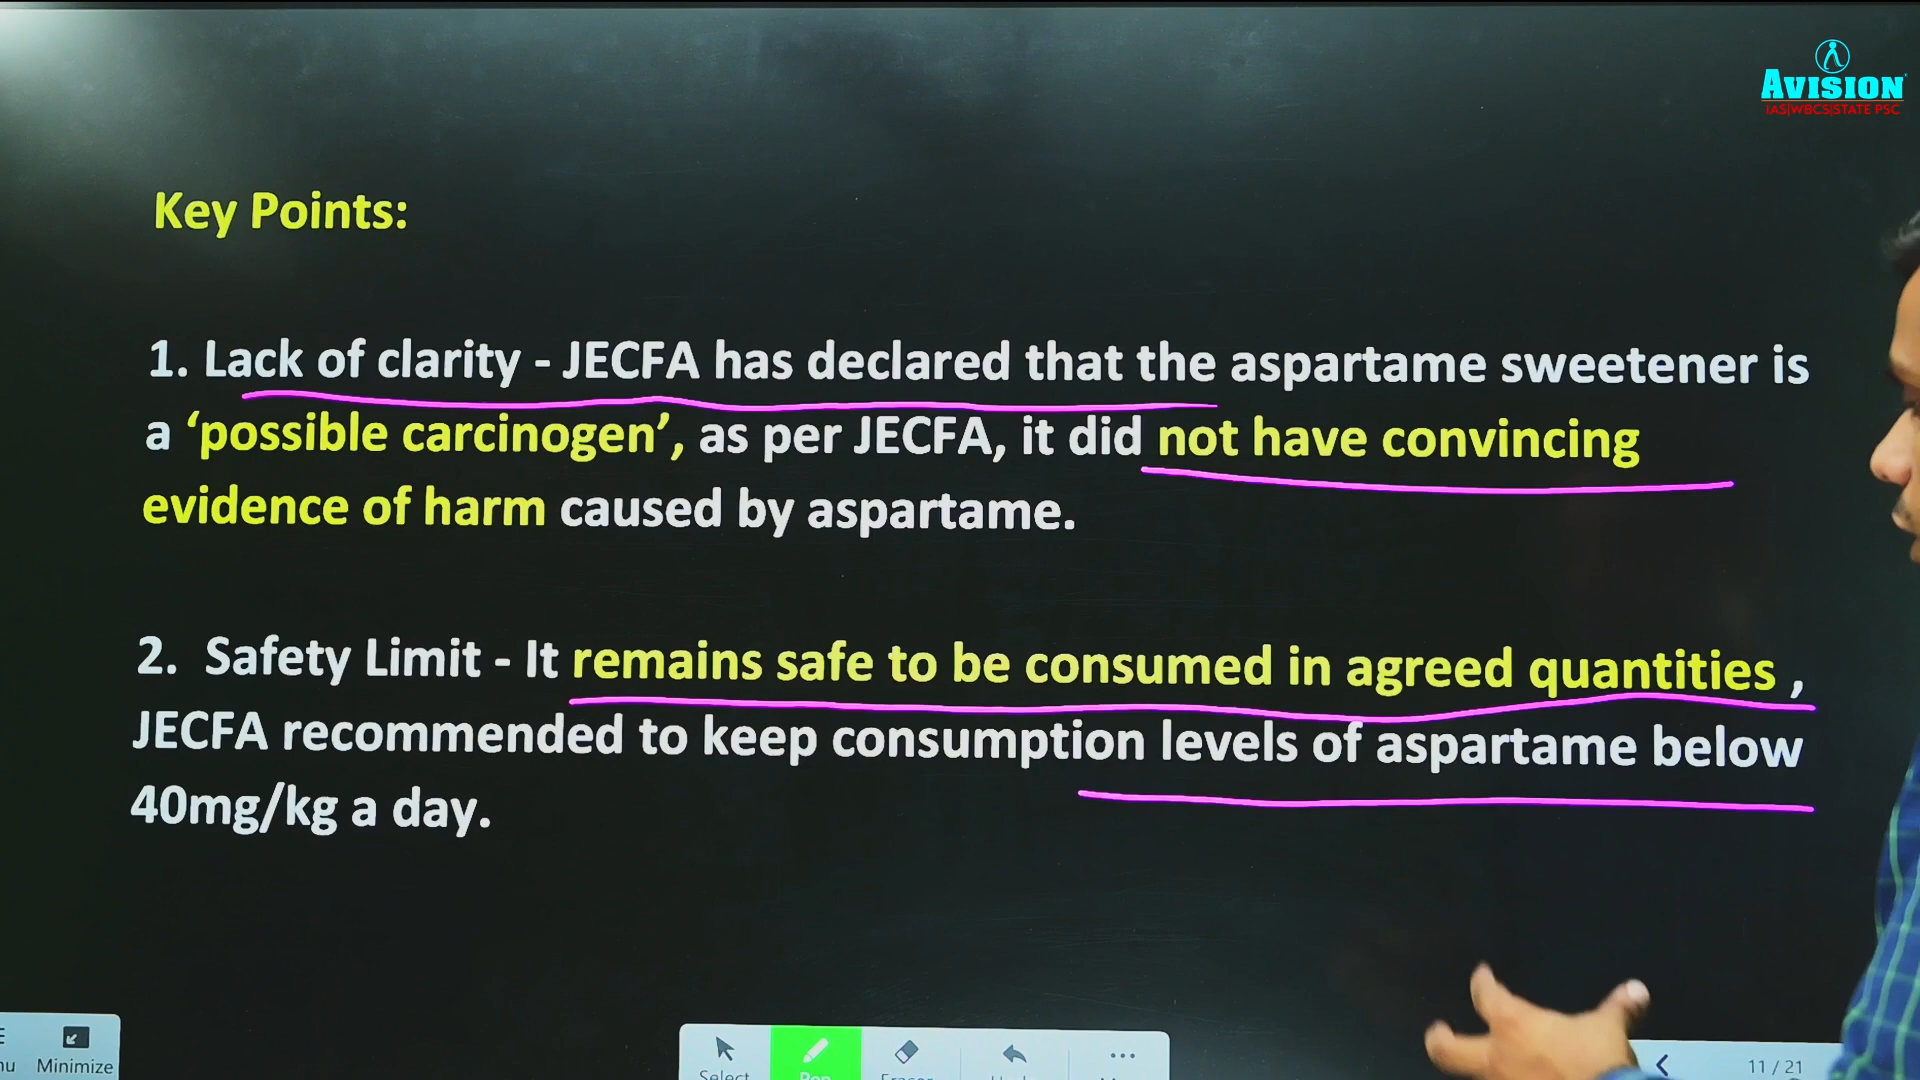 AVISION
IAS|WBCS|STATE PSC
Key Points:
1. Lack of clarity - JECFA has declared that the aspartame sweetener is
a ‘possible carcinogen’, as per JECFA, it did not have convincing
evidence of harm caused by aspartame.
2. Safety Limit - It remains safe to be consumed in agreed quantities ,
JECFA recommended to keep consumption levels of aspartame below
40mg/kg a day.
Minimize
Select
Pen
11 / 21